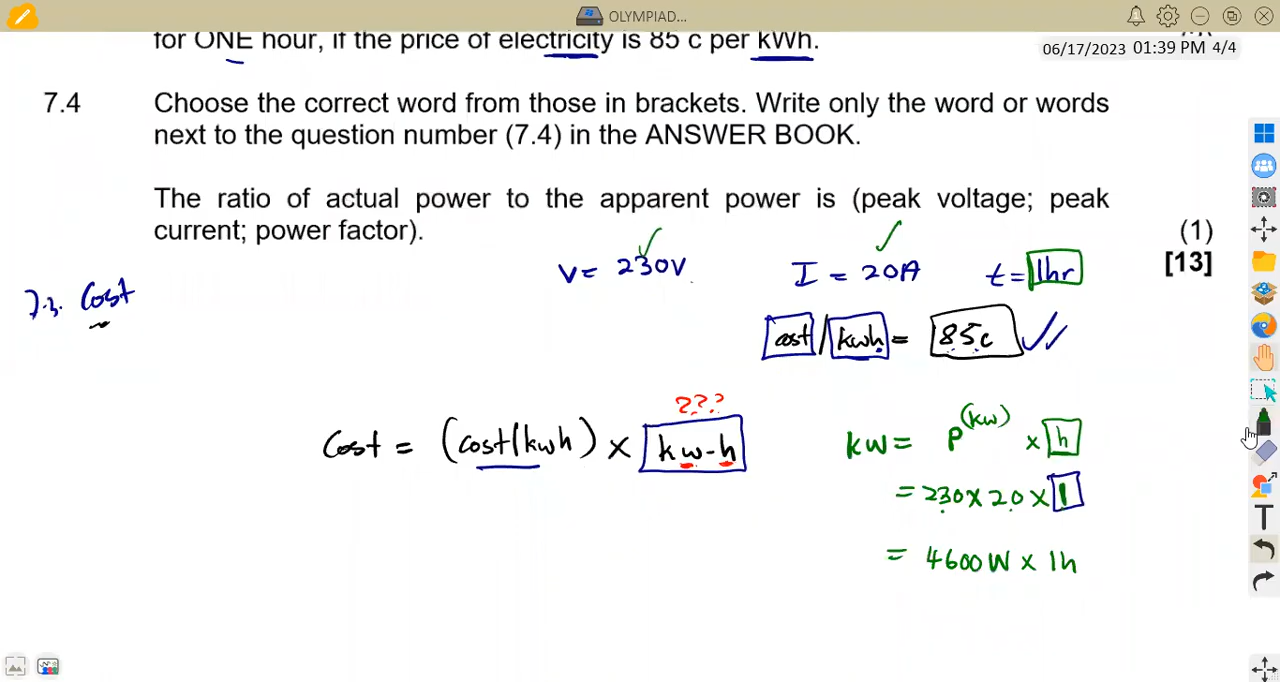 OLYMPIAD...
for ONE hour, if the price of electricity is 85 c per kWh.
06/17/2023 01:39 PM 4/4
7.4 Choose the correct word from those in brackets. Write only the word or words
next to the question number (7.4) in the ANSWER BOOK.
The ratio of actual power to the apparent power is (peak voltage; peak
current; power factor). (1)
[13]
V = 230V I = 20A t = 1hr
7.3. Cost
cost/kwh = 85c
???
Cost = (cost/kwh) × kw-h
kw = P(kw) × h
= 230 × 20 × 1
= 4600W × 1h
T